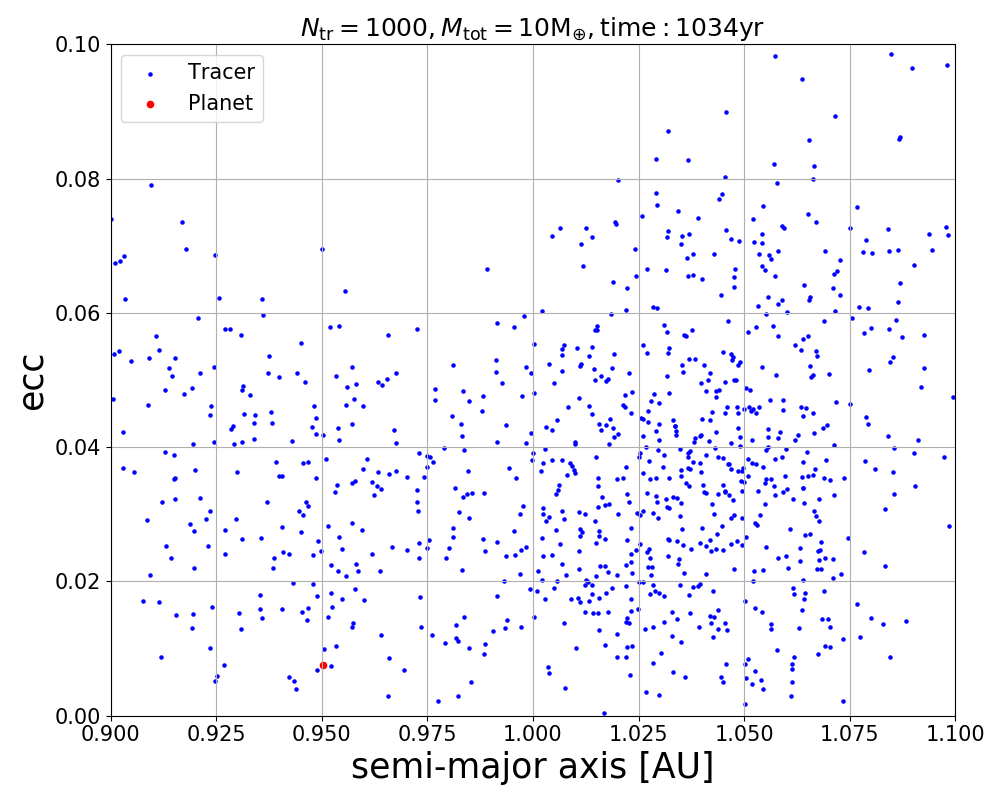 N_tr = 1000, M_tot = 10M_⊕, time : 1034yr
Tracer
Planet
0.10
0.08
0.06
0.04
0.02
0.00
ecc
0.900 0.925 0.950 0.975 1.000 1.025 1.050 1.075 1.100
semi-major axis [AU]